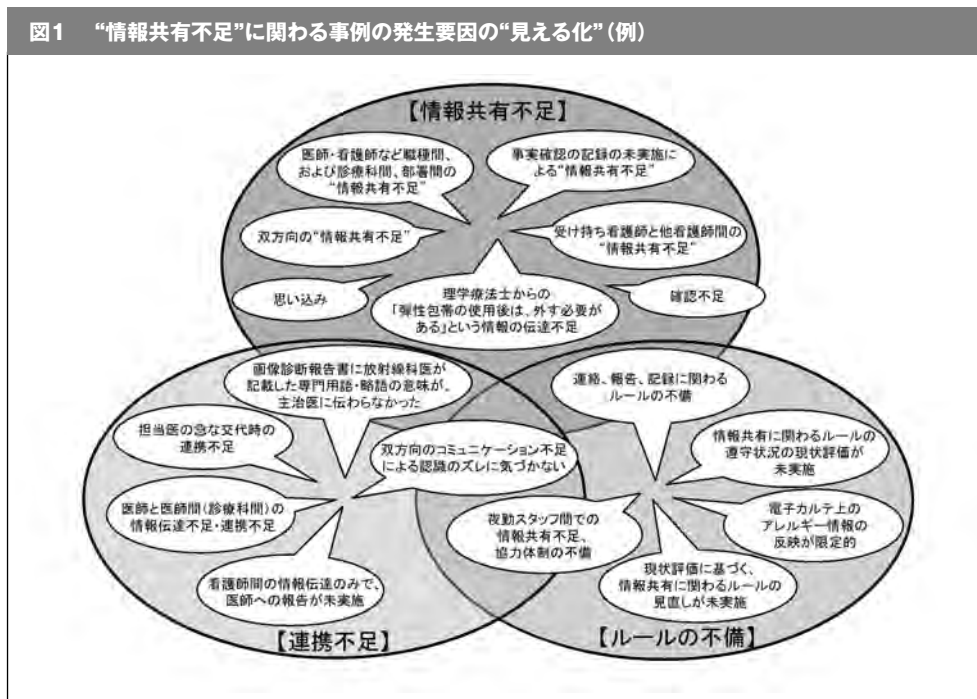 図1 “情報共有不足”に関わる事例の発生要因の“見える化”(例)
【情報共有不足】
医師・看護師など職種間、
および診療科間、部署間の
“情報共有不足”
事実確認の記録の未実施に
よる“情報共有不足”
双方向の“情報共有不足”
受け持ち看護師と他看護師間の
“情報共有不足”
思い込み
理学療法士からの
「弾性包帯の使用後は、外す必要が
ある」という情報の伝達不足
確認不足
画像診断報告書に放射線科医が
記載した専門用語・略語の意味が、
主治医に伝わらなかった
連絡、報告、記録に関わる
ルールの不備
担当医の急な交代時の
連携不足
双方向のコミュニケーション不足
による認識のズレに気づかない
情報共有に関わるルールの
遵守状況の現状評価が
未実施
医師と医師間(診療科間)の
情報伝達不足・連携不足
夜勤スタッフ間での
情報共有不足、
協力体制の不備
電子カルテ上の
アレルギー情報の
反映が限定的
看護師間の情報伝達のみで、
医師への報告が未実施
現状評価に基づく、
情報共有に関わるルールの
見直しが未実施
【連携不足】
【ルールの不備】